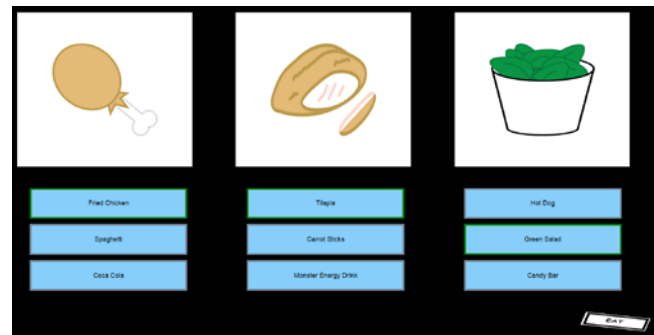 Fried Chicken
Tilapia
Hot Dog
Spaghetti
Carrot Sticks
Green Salad
Coca Cola
Monster Energy Drink
Candy Bar
EAT